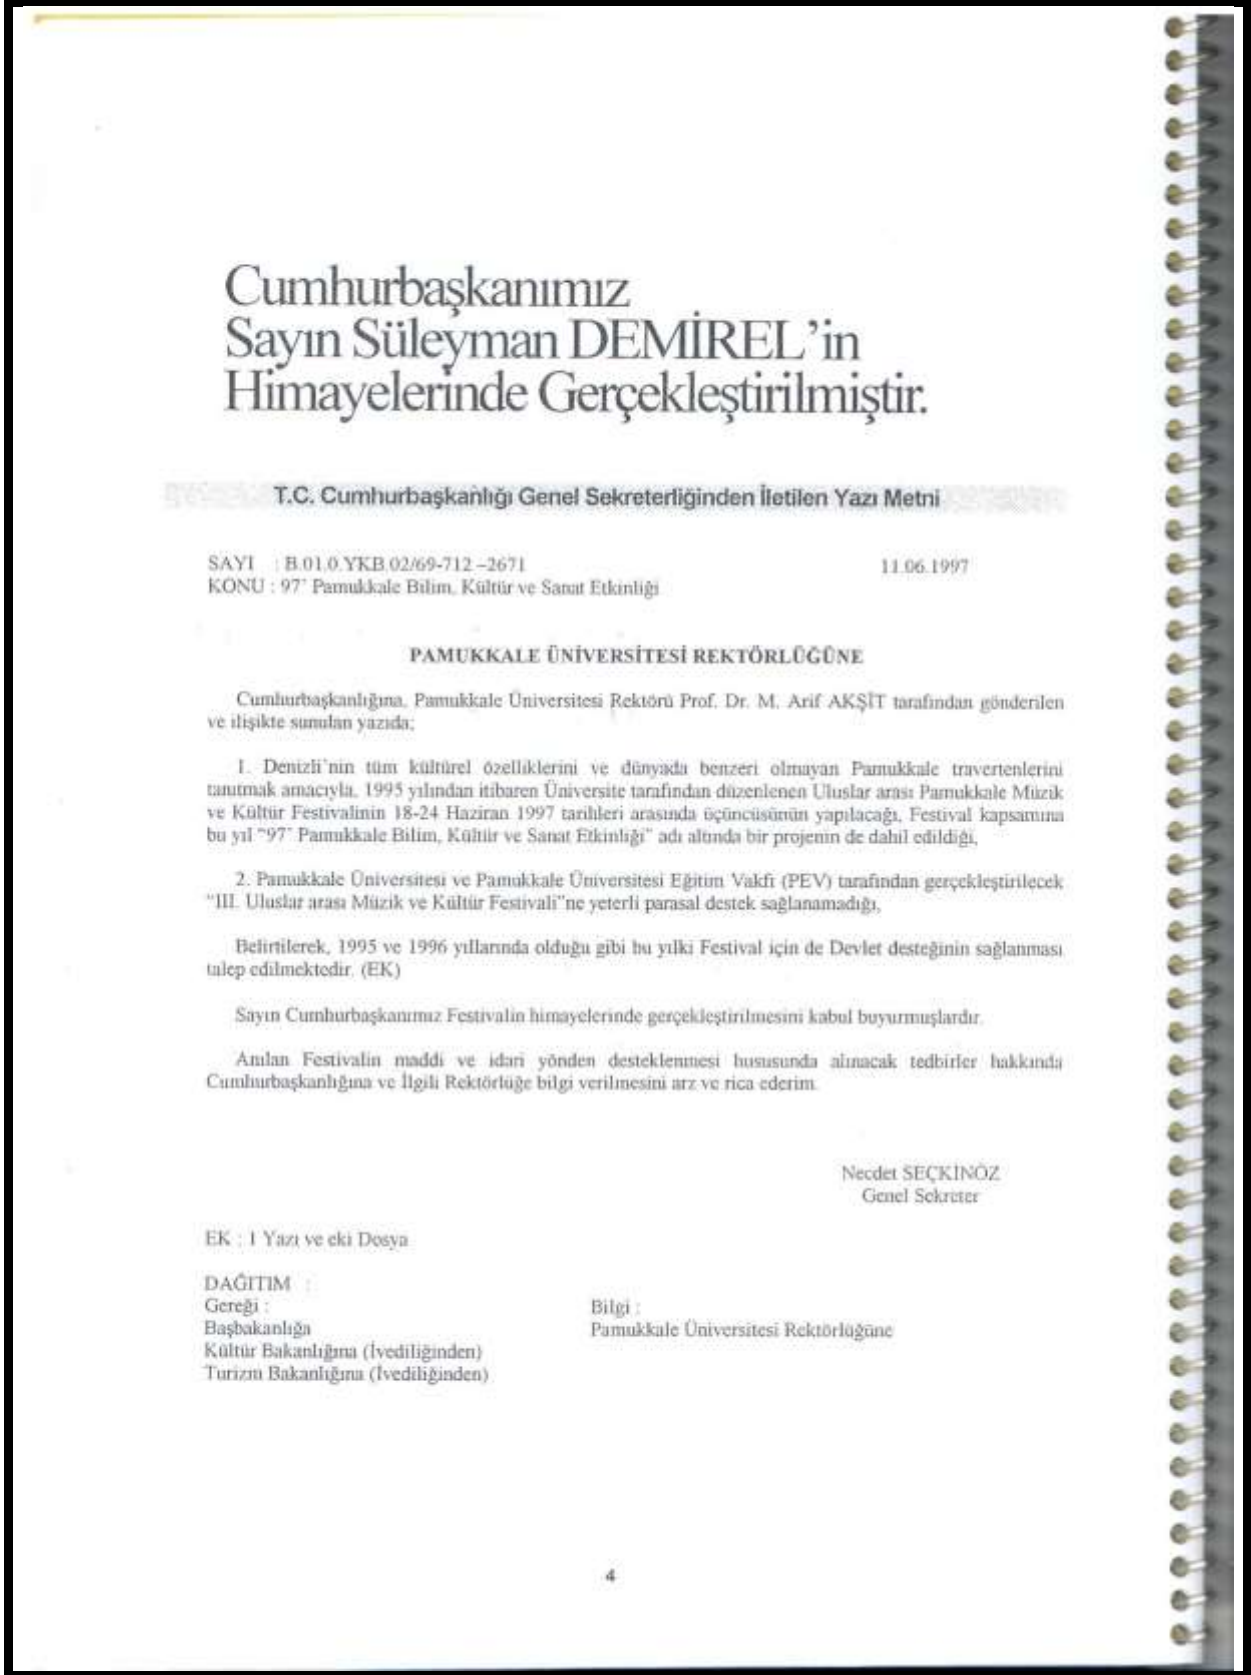 Cumhurbaşkanımız
Sayın Süleyman DEMİREL'in
Himayelerinde Gerçekleştirilmiştir.
T.C. Cumhurbaşkanlığı Genel Sekreterliğinden İletilen Yazı Metni
SAYI : B.01.0.YKB.02/69-712 –2671 11.06.1997
KONU : 97' Pamukkale Bilim, Kültür ve Sanat Etkinliği
PAMUKKALE ÜNİVERSİTESİ REKTÖRLÜĞÜNE
Cumhurbaşkanlığına, Pamukkale Üniversitesi Rektörü Prof. Dr. M. Arif AKŞİT tarafından gönderilen
ve ilişikte sunulan yazıda;
1. Denizli'nin tüm kültürel özelliklerini ve dünyada benzeri olmayan Pamukkale travertenlerini
tanıtmak amacıyla, 1995 yılından itibaren Üniversite tarafından düzenlenen Uluslar arası Pamukkale Müzik
ve Kültür Festivalinin 18-24 Haziran 1997 tarihleri arasında üçüncüsünün yapılacağı, Festival kapsamına
bu yıl "97' Pamukkale Bilim, Kültür ve Sanat Etkinliği" adı altında bir projenin de dahil edildiği,
2. Pamukkale Üniversitesi ve Pamukkale Üniversitesi Eğitim Vakfı (PEV) tarafından gerçekleştirilecek
"III. Uluslar arası Müzik ve Kültür Festivali"ne yeterli parasal destek sağlanamadığı,
Belirtilerek, 1995 ve 1996 yıllarında olduğu gibi bu yılki Festival için de Devlet desteğinin sağlanması
talep edilmektedir. (EK)
Sayın Cumhurbaşkanımız Festivalin himayelerinde gerçekleştirilmesini kabul buyurmuşlardır.
Anılan Festivalin maddi ve idari yönden desteklenmesi hususunda alınacak tedbirler hakkında
Cumhurbaşkanlığına ve İlgili Rektörlüğe bilgi verilmesini arz ve rica ederim.
Necdet SEÇKİNÖZ
Genel Sekreter
EK : 1 Yazı ve eki Dosya
DAĞITIM :
Gereği :
Başbakanlığa
Kültür Bakanlığına (İvediliğinden)
Turizm Bakanlığına (İvediliğinden)
Bilgi :
Pamukkale Üniversitesi Rektörlüğüne
4